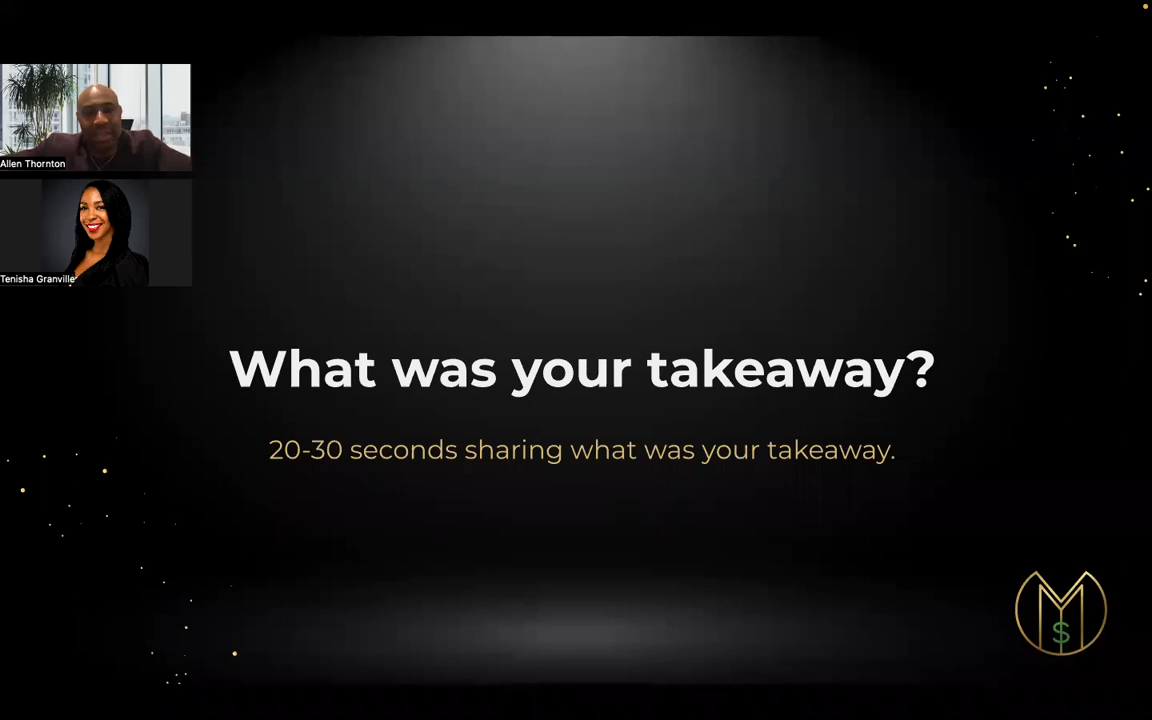 Allen Thornton
Tenisha Granville
What was your takeaway?
20-30 seconds sharing what was your takeaway.
M
$